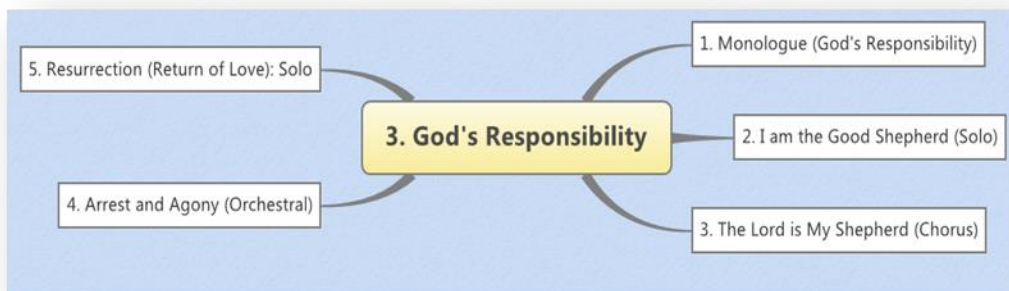 3. God's Responsibility
1. Monologue (God's Responsibility)
2. I am the Good Shepherd (Solo)
3. The Lord is My Shepherd (Chorus)
4. Arrest and Agony (Orchestral)
5. Resurrection (Return of Love): Solo